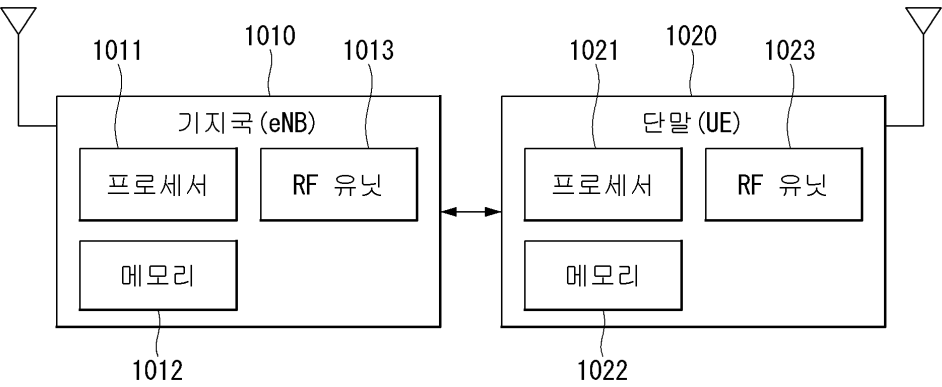 1010
1020
1011
1013
1021
1023
기지국(eNB)
단말(UE)
프로세서
RF 유닛
프로세서
RF 유닛
메모리
메모리
1012
1022